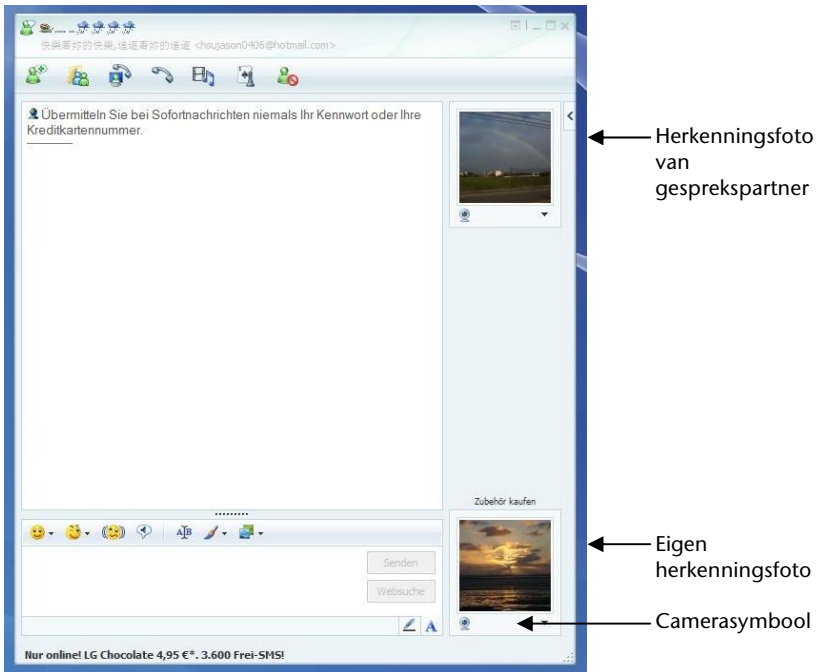 快樂著妳的快樂,追逐著妳的追逐 <hsujason0406@hotmail.com>
Übermitteln Sie bei Sofortnachrichten niemals Ihr Kennwort oder Ihre
Kreditkartennummer.
Herkenningsfoto
van
gesprekspartner
Zubehör kaufen
Senden
Websuche
Eigen
herkenningsfoto
Camerasymbool
Nur online! LG Chocolate 4,95 €*. 3.600 Frei-SMS!